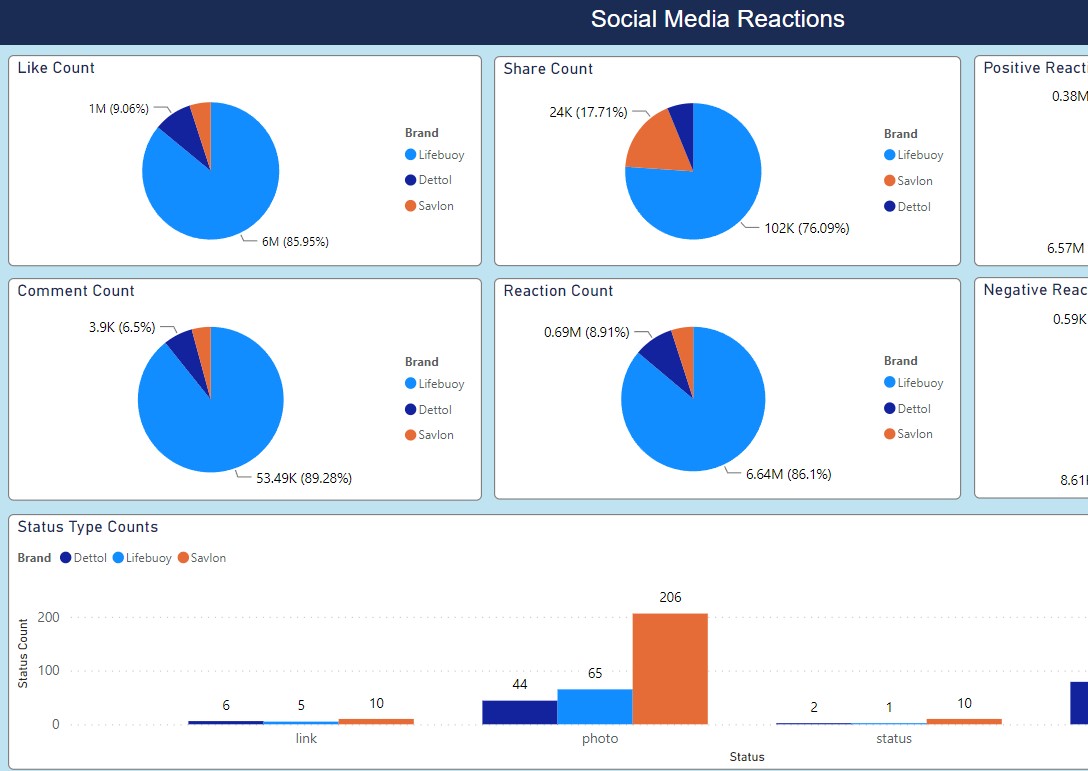 Social Media Reactions
Like Count
1M (9.06%)
6M (85.95%)
Brand
Lifebuoy
Dettol
Savlon
Share Count
24K (17.71%)
102K (76.09%)
Brand
Lifebuoy
Savlon
Dettol
Positive Reacti
0.38M
6.57M
Comment Count
3.9K (6.5%)
53.49K (89.28%)
Brand
Lifebuoy
Dettol
Savlon
Reaction Count
0.69M (8.91%)
6.64M (86.1%)
Brand
Lifebuoy
Dettol
Savlon
Negative Reac
0.59K
8.61
Status Type Counts
Brand Dettol Lifebuoy Savlon
Status Count
200
100
0
6 5 10
44 65 206
2 1 10
link photo status
Status